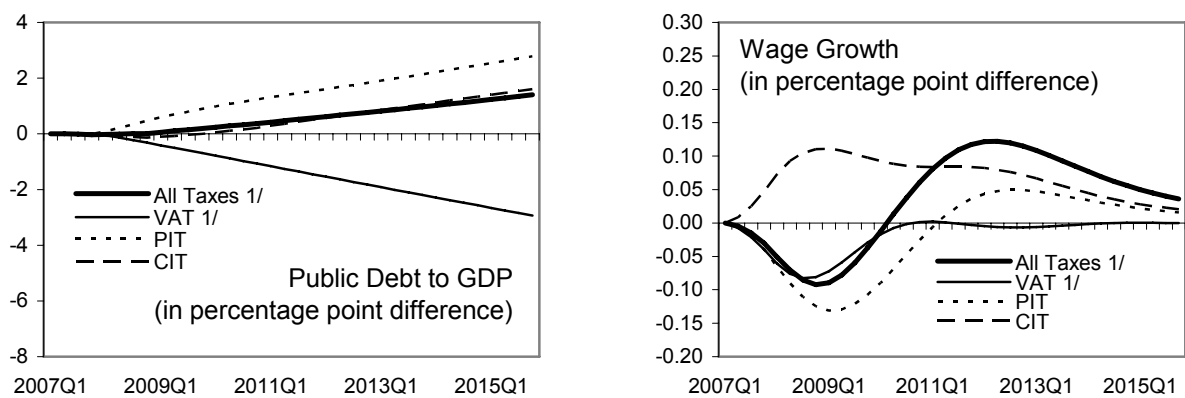 4
2
0
-2
-4
-6
-8
All Taxes 1/
VAT 1/
PIT
CIT
Public Debt to GDP
(in percentage point difference)
2007Q1 2009Q1 2011Q1 2013Q1 2015Q1
0.30
0.25
0.20
0.15
0.10
0.05
0.00
-0.05
-0.10
-0.15
-0.20
Wage Growth
(in percentage point difference)
All Taxes 1/
VAT 1/
PIT
CIT
2007Q1 2009Q1 2011Q1 2013Q1 2015Q1